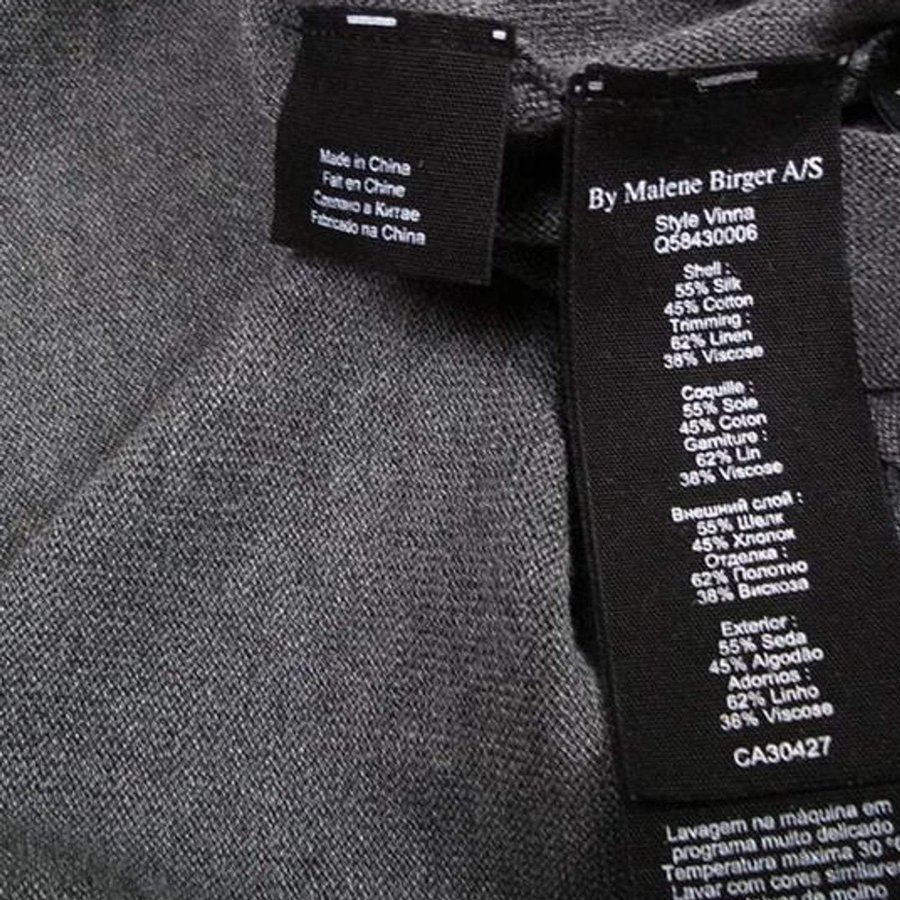 Made in China
Fait en Chine
Сделано в Китае
Fabricado na China
By Malene Birger A/S
Style Vinna
Q58430006
Shell :
55% Silk
45% Cotton
Trimming :
62% Linen
38% Viscose
Coquille :
55% Soie
45% Coton
Garniture :
62% Lin
38% Viscose
Внешний слой :
55% Шелк
45% Хлопок
Отделка :
62% Полотно
38% Вискоза
Exterior :
55% Seda
45% Algodão
Adornos :
62% Linho
38% Viscose
CA30427
Lavagem na máquina em
programa muito delicado
Temperatura máxima 30 °C
Lavar com cores similares
de molho